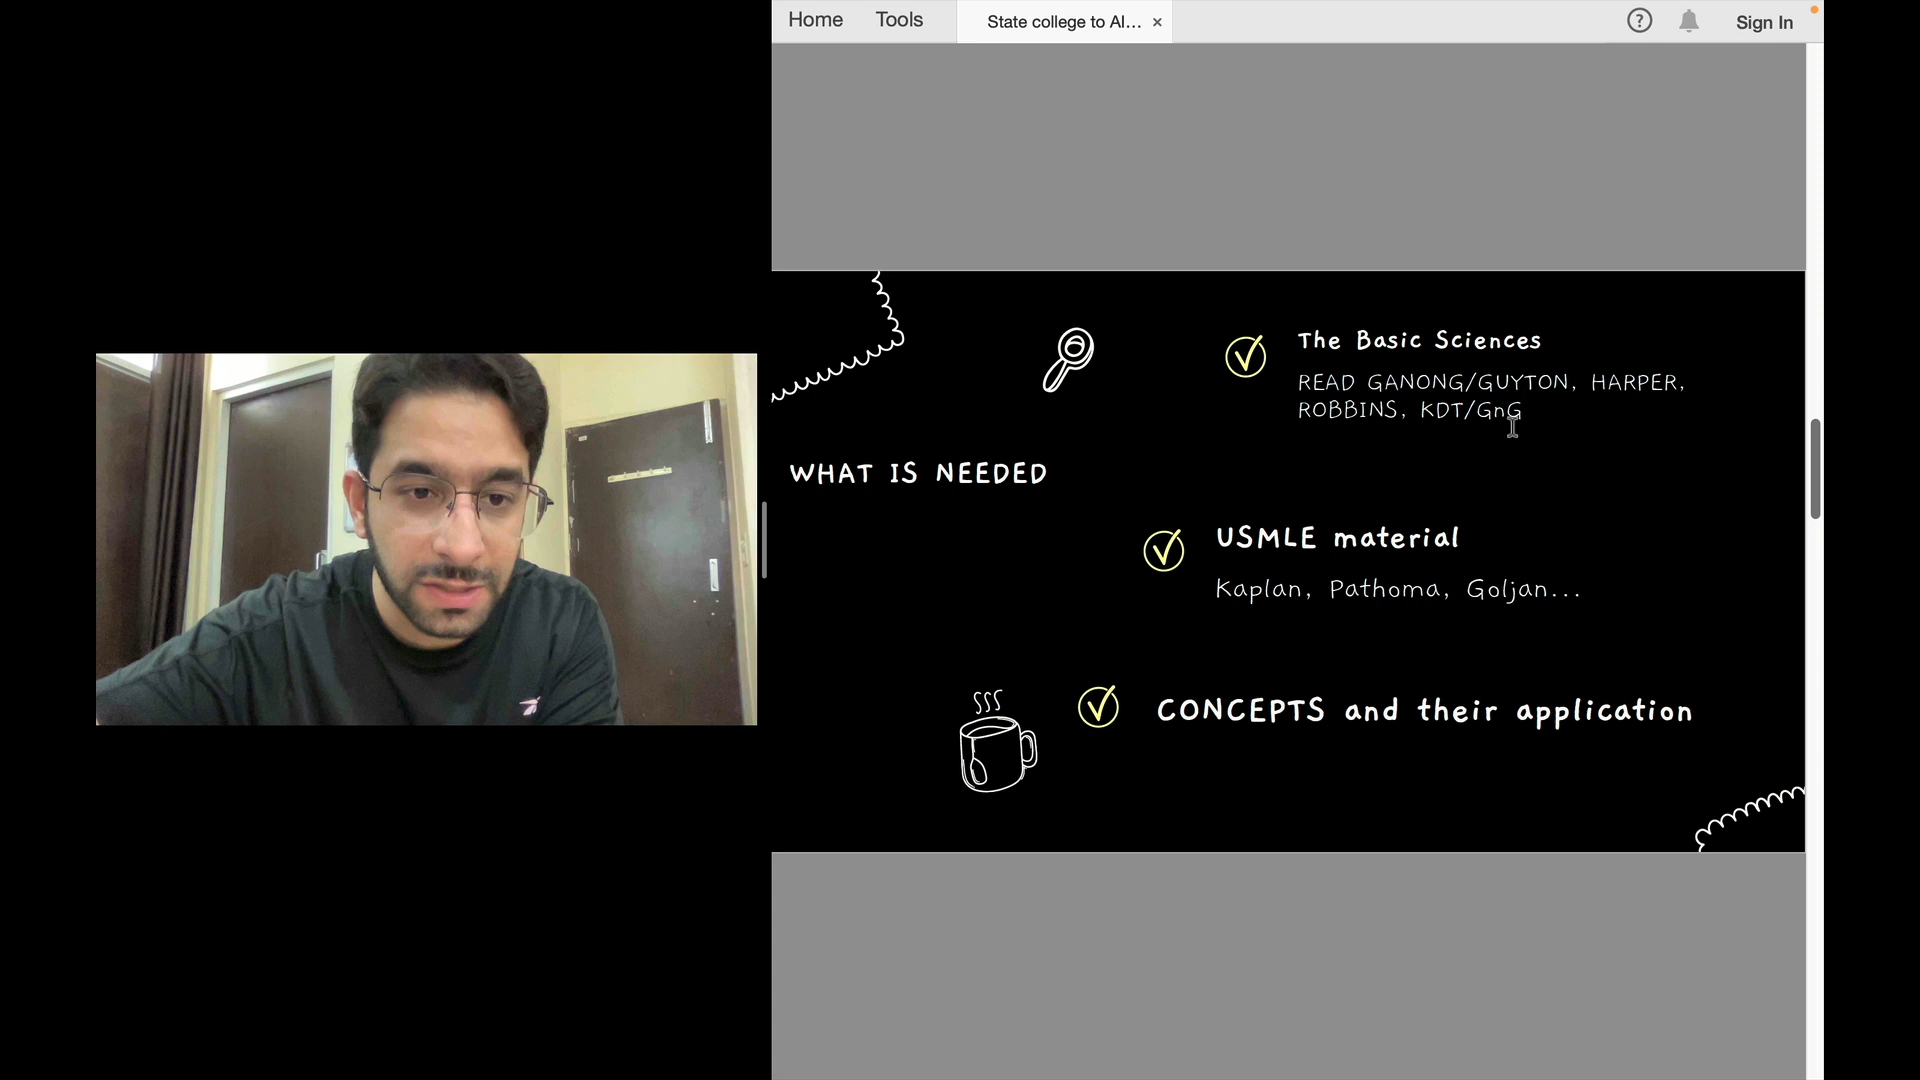 Home Tools State college to Al... × ? Sign In
The Basic Sciences
READ GANONG/GUYTON, HARPER,
ROBBINS, KDT/GnG
WHAT IS NEEDED
USMLE material
Kaplan, Pathoma, Goljan...
CONCEPTS and their application